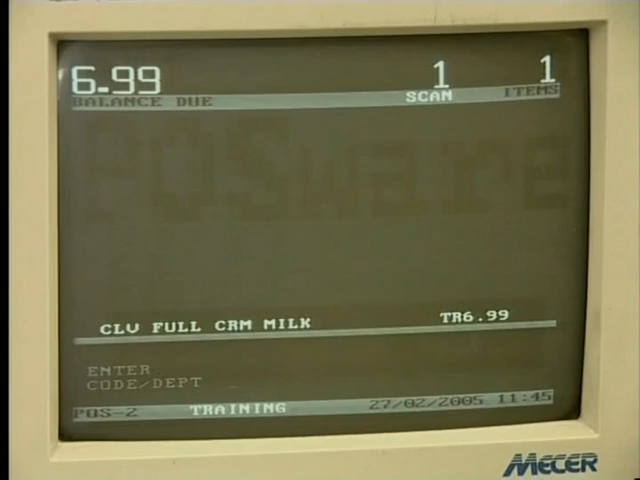 6.99 1 1
BALANCE DUE SCAN ITEMS
POSware
CLV FULL CRM MILK TR6.99
ENTER
CODE/DEPT
POS-2 TRAINING 27/02/2005 11:45
MECER